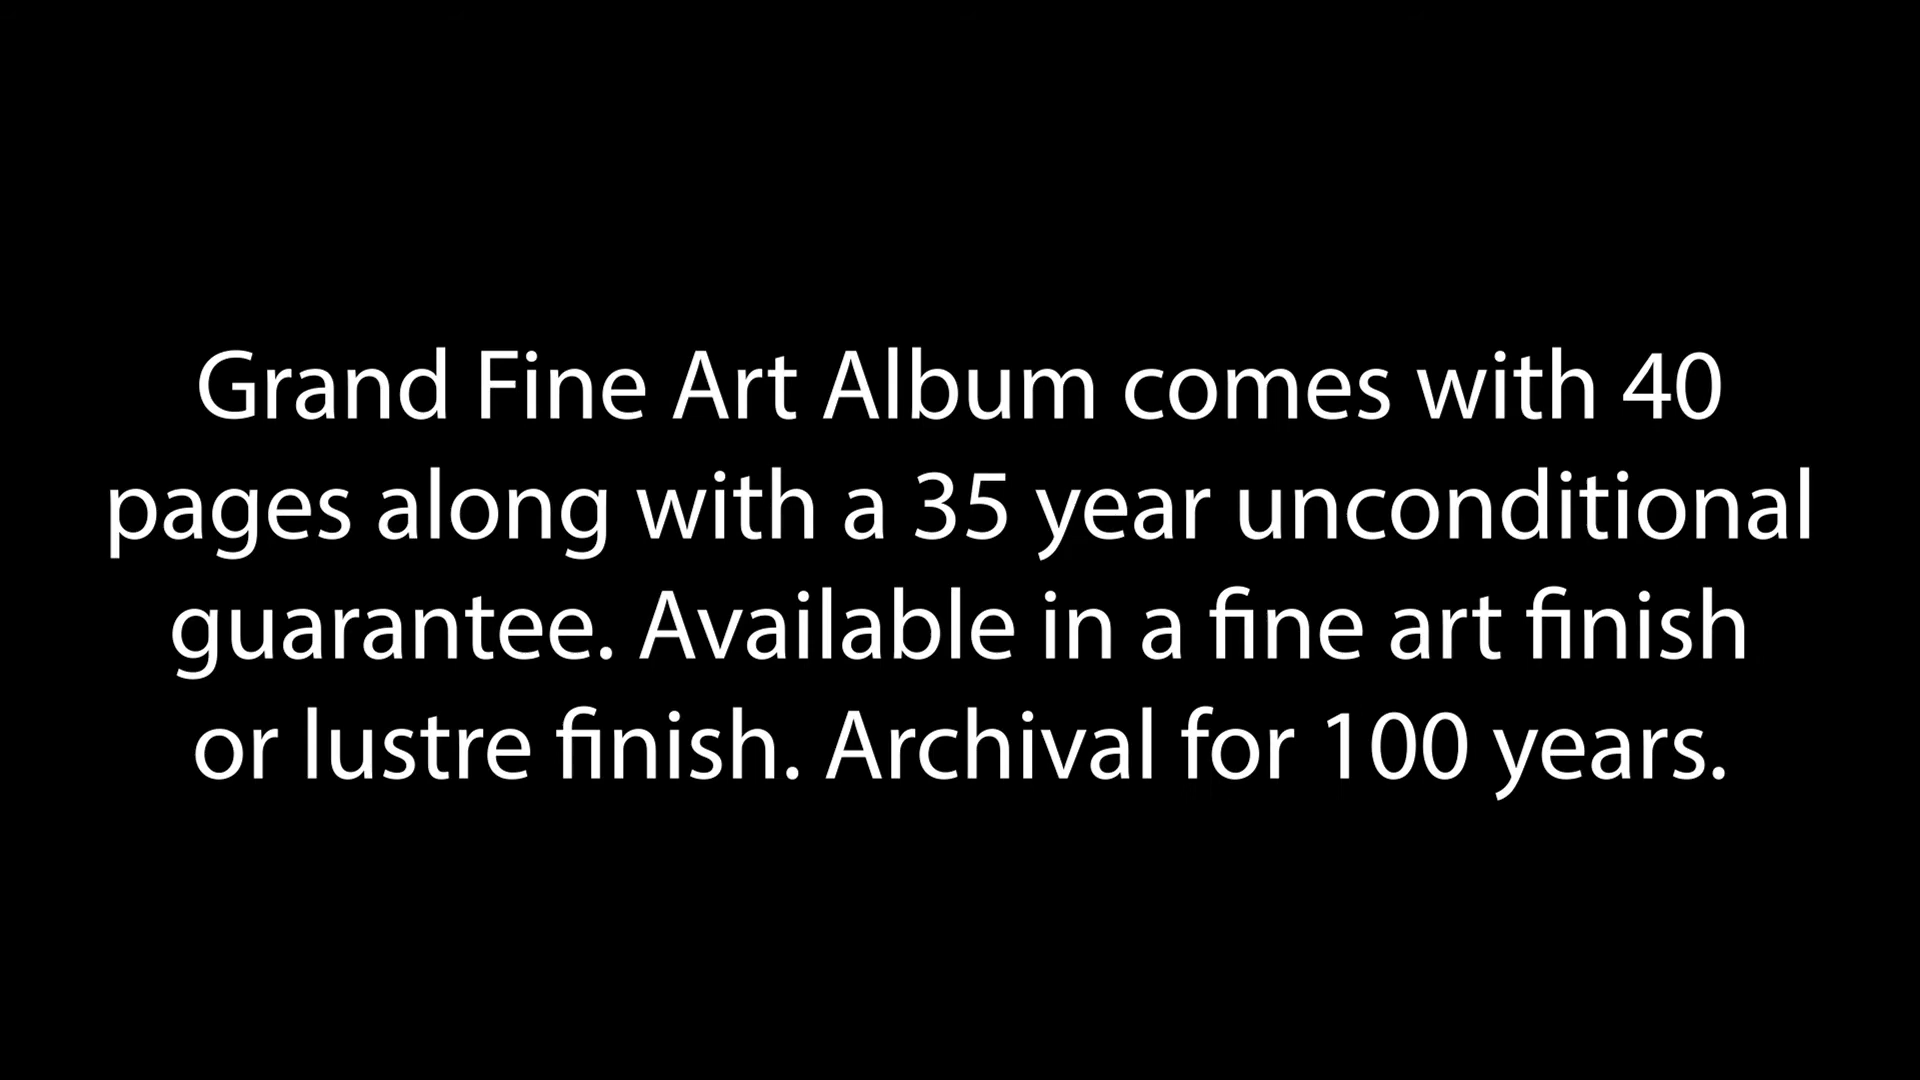 Grand Fine Art Album comes with 40
pages along with a 35 year unconditional
guarantee. Available in a fine art finish
or lustre finish. Archival for 100 years.